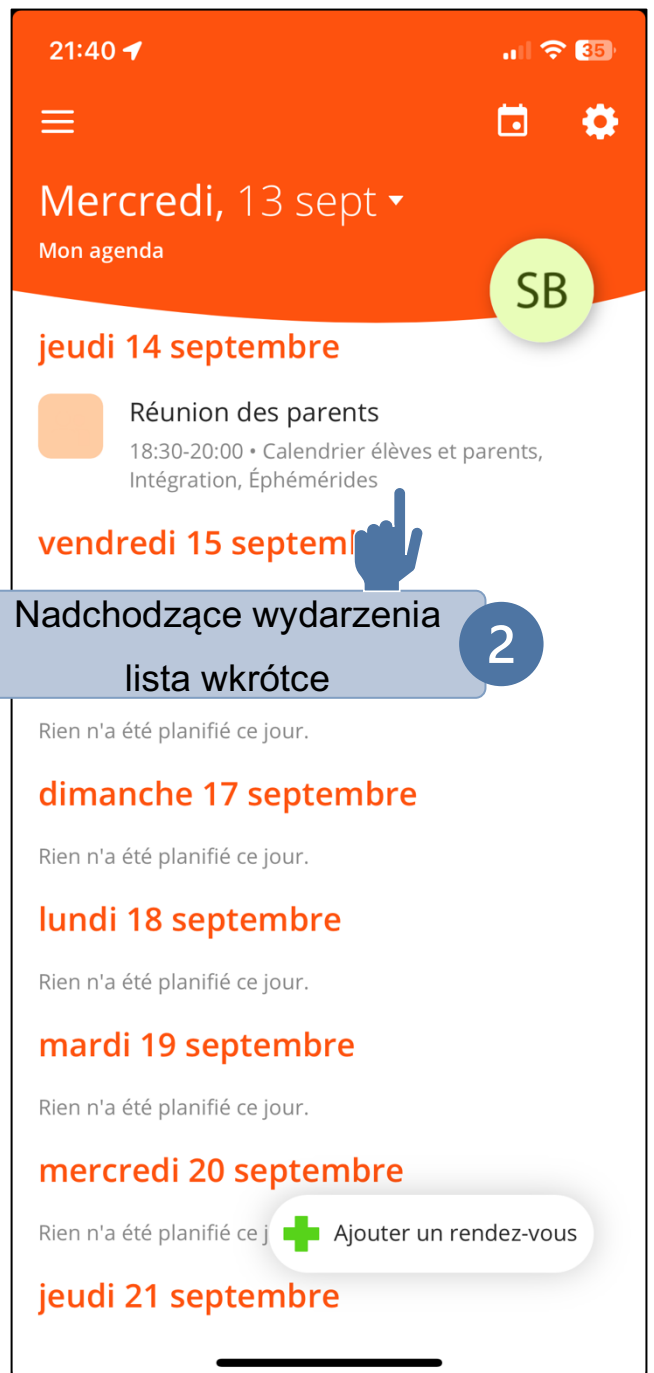 21:40
35
Mercredi, 13 sept
Mon agenda
SB
jeudi 14 septembre
Réunion des parents
18:30-20:00 • Calendrier élèves et parents,
Intégration, Éphémérides
vendredi 15 septem
Nadchodzące wydarzenia
lista wkrótce
2
Rien n'a été planifié ce jour.
dimanche 17 septembre
Rien n'a été planifié ce jour.
lundi 18 septembre
Rien n'a été planifié ce jour.
mardi 19 septembre
Rien n'a été planifié ce jour.
mercredi 20 septembre
Rien n'a été planifié ce j
Ajouter un rendez-vous
jeudi 21 septembre